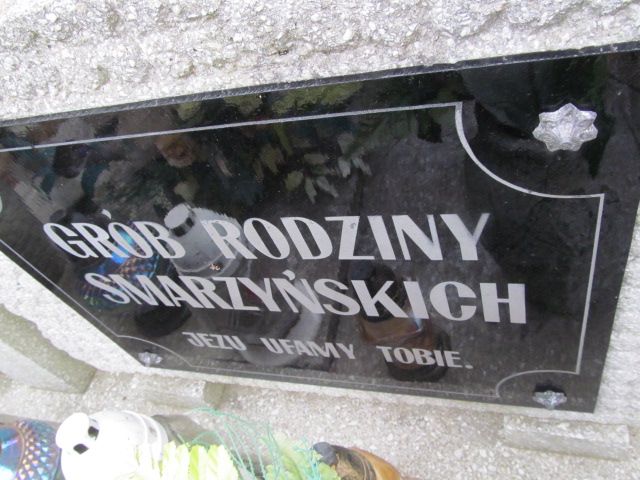 GRÓB RODZINY
SMARZYŃSKICH
JEZU UFAMY TOBIE.